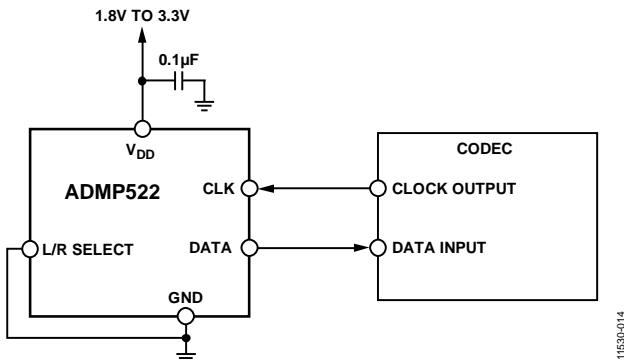 1.8V TO 3.3V
0.1µF
VDD
ADMP522
CLK
L/R SELECT
DATA
GND
CODEC
CLOCK OUTPUT
DATA INPUT
11530-014